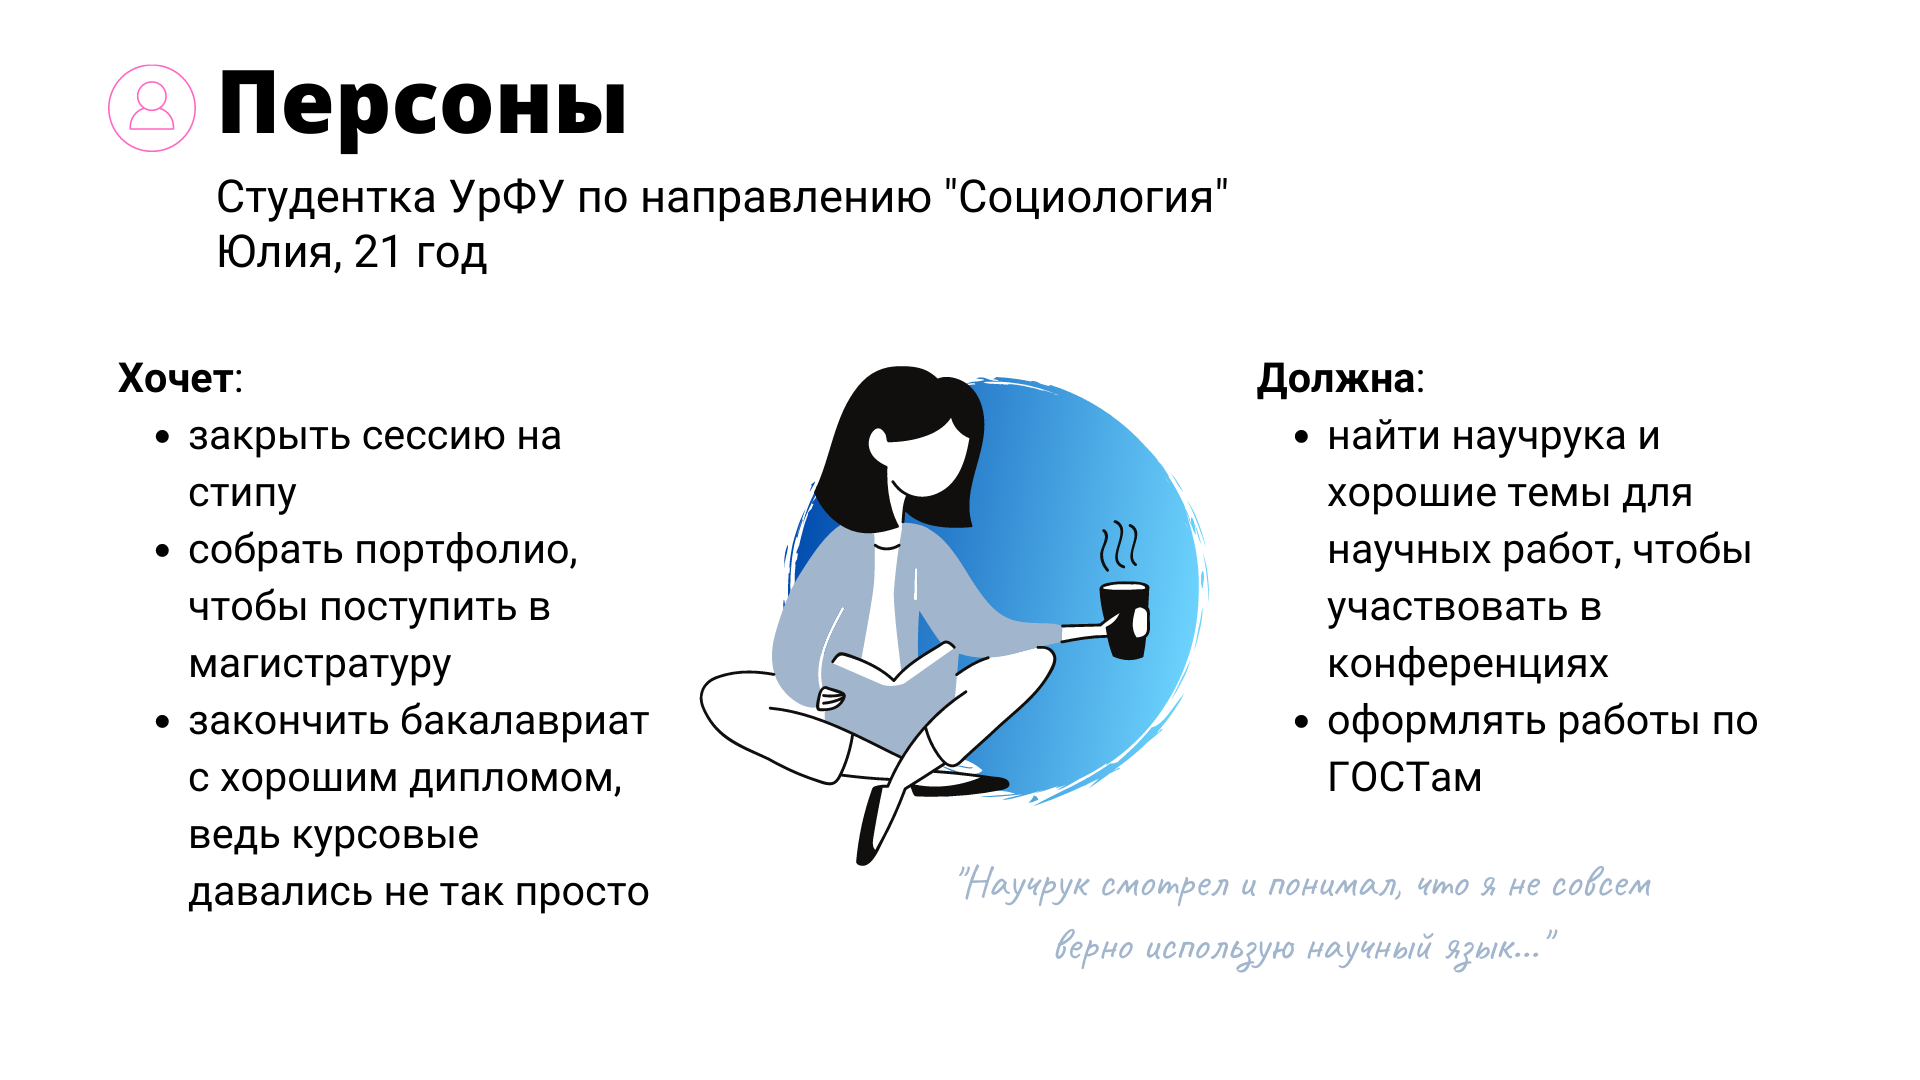 Персоны
Студентка УрФУ по направлению "Социология"
Юлия, 21 год
Хочет:
• закрыть сессию на
стипу
• собрать портфолио,
чтобы поступить в
магистратуру
• закончить бакалавриат
с хорошим дипломом,
ведь курсовые
давались не так просто
Должна:
• найти научрука и
хорошие темы для
научных работ, чтобы
участвовать в
конференциях
• оформлять работы по
ГОСТам
"Научрук смотрел и понимал, что я не совсем
верно использую научный язык..."